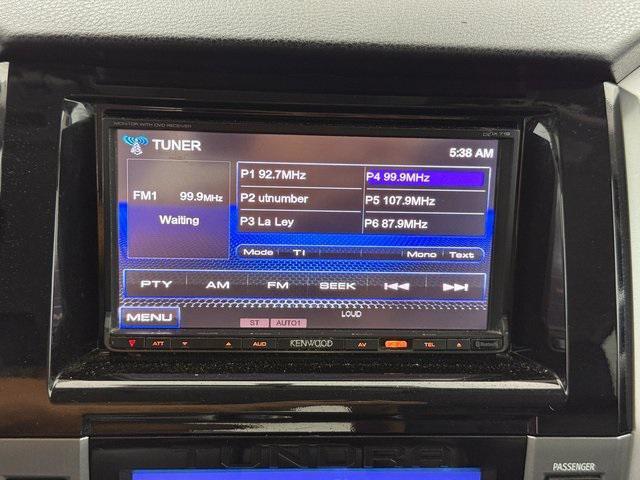 MONITOR WITH DVD RECEIVER
TUNER
5:38 AM
FM1 99.9MHz
Waiting
P1 92.7MHz
P4 99.9MHz
P2 utnumber
P5 107.9MHz
P3 La Ley
P6 87.9MHz
Mode TI Mono Text
PTY AM FM SEEK
MENU
LOUD
ST AUTO1
ATT AUD KENWOOD AV TEL Bluetooth
TUNDRA
PASSENGER